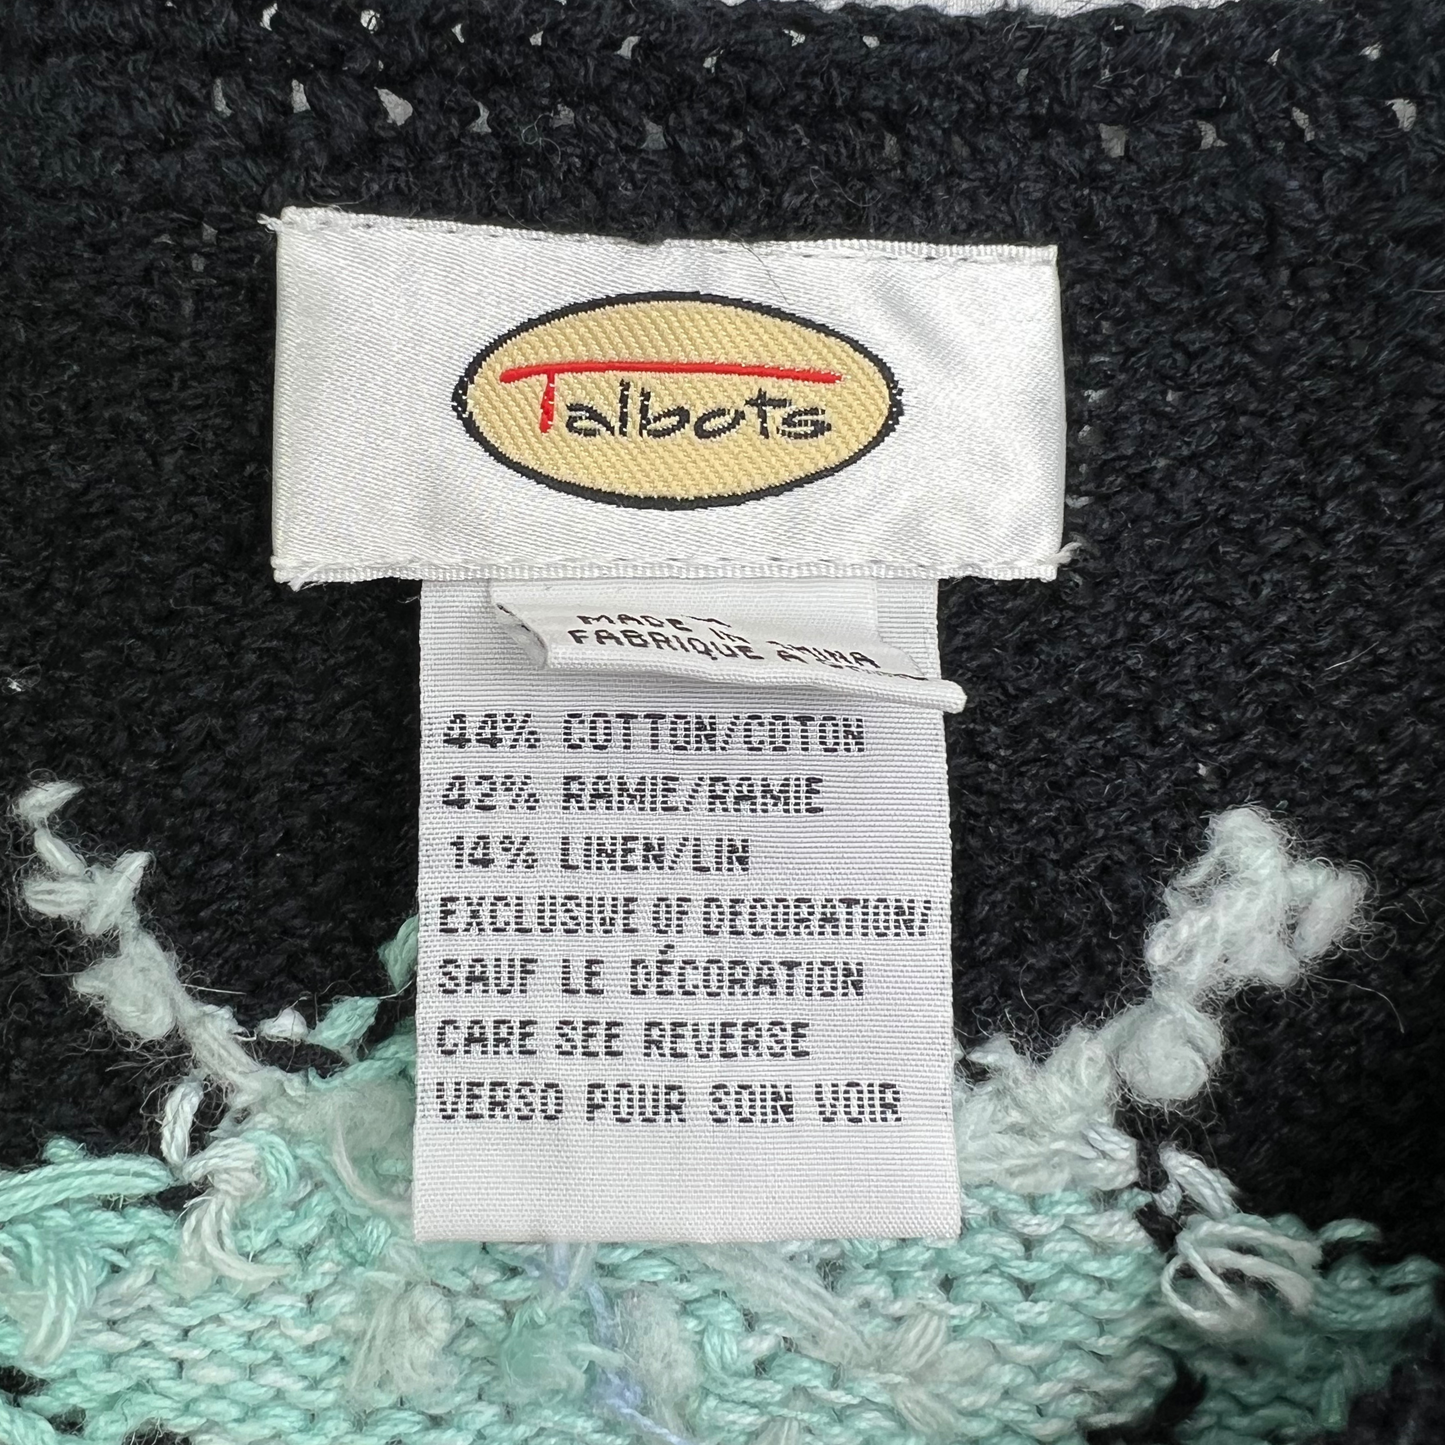 Talbots
MADE IN
FABRIQUE A CHINA
44% COTTON/COTON
42% RAMIE/RAMIE
14% LINEN/LIN
EXCLUSIVE OF DECORATION/
SAUF LE DÉCORATION
CARE SEE REVERSE
VERSO POUR SOIN VOIR